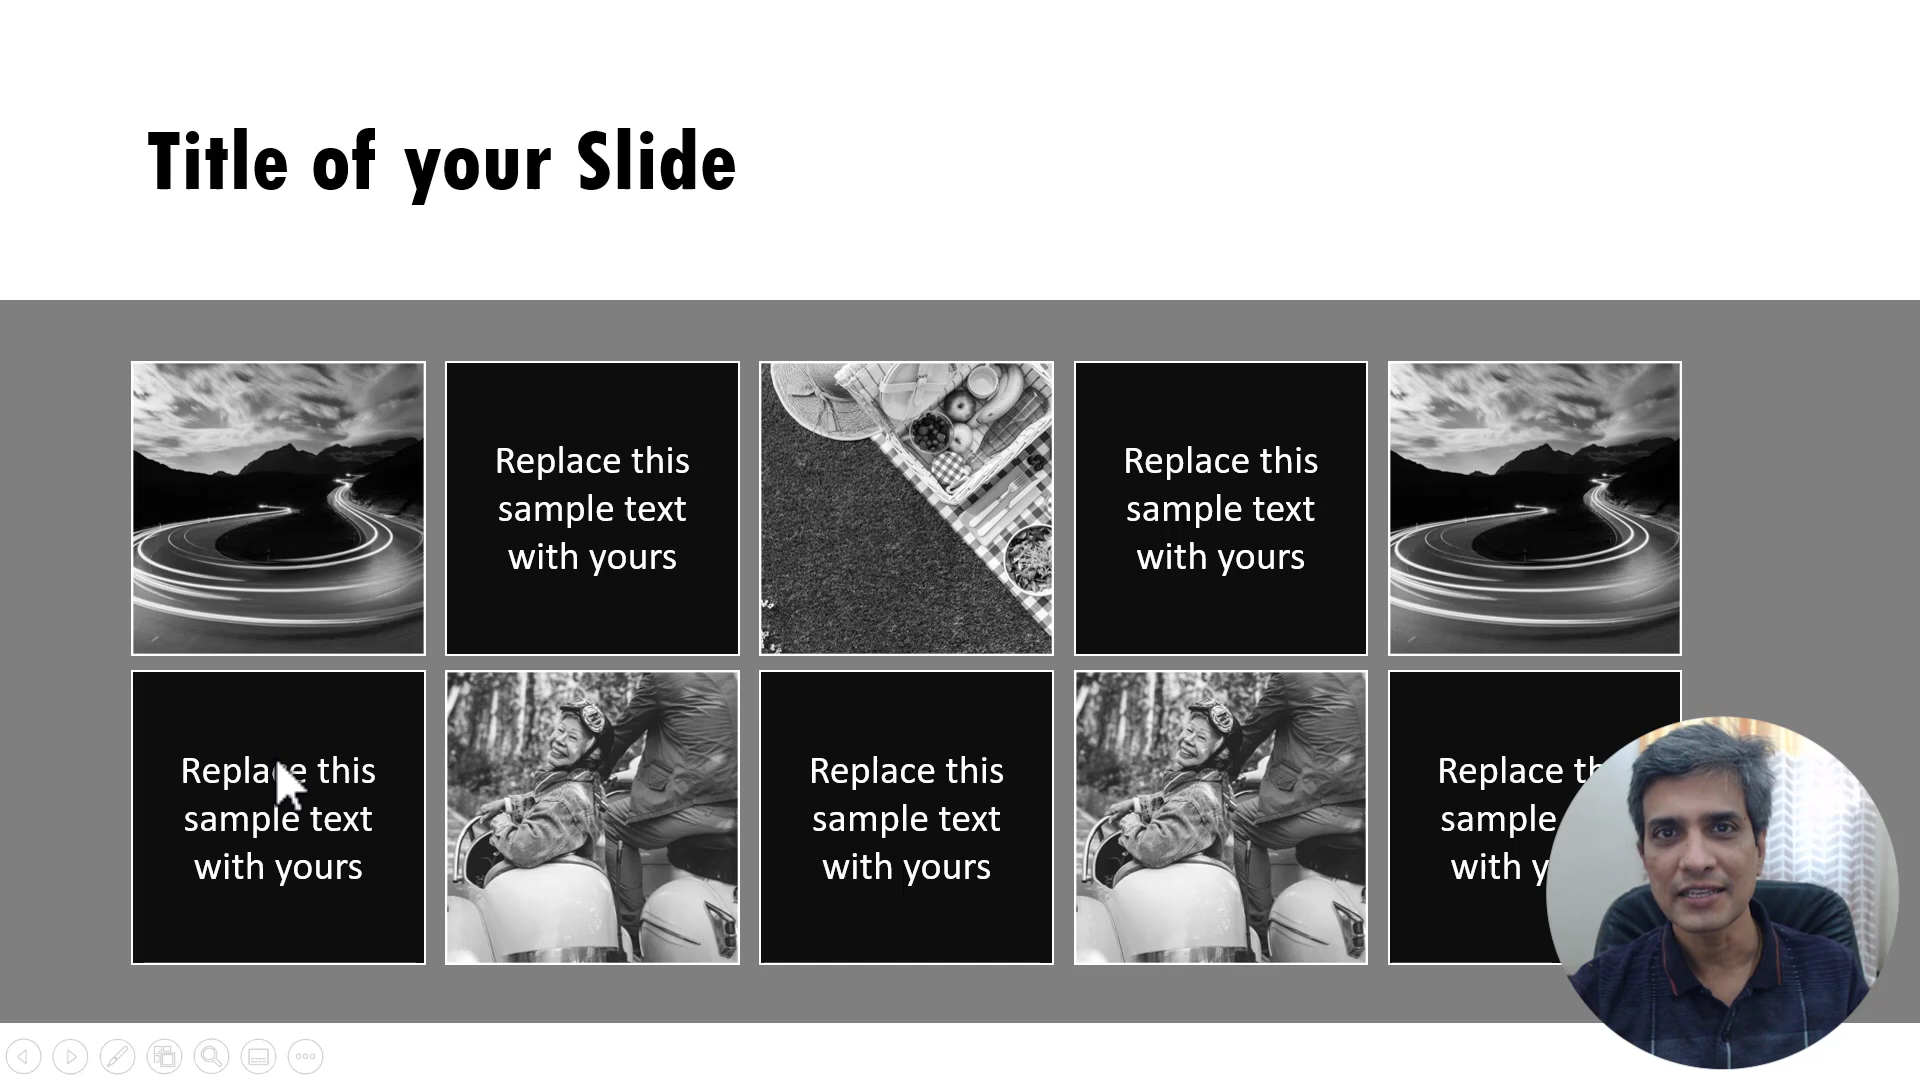 Title of your Slide
Replace this
sample text
with yours
Replace this
sample text
with yours
Replace this
sample text
with yours
Replace this
sample text
with yours
Replace
sample
with